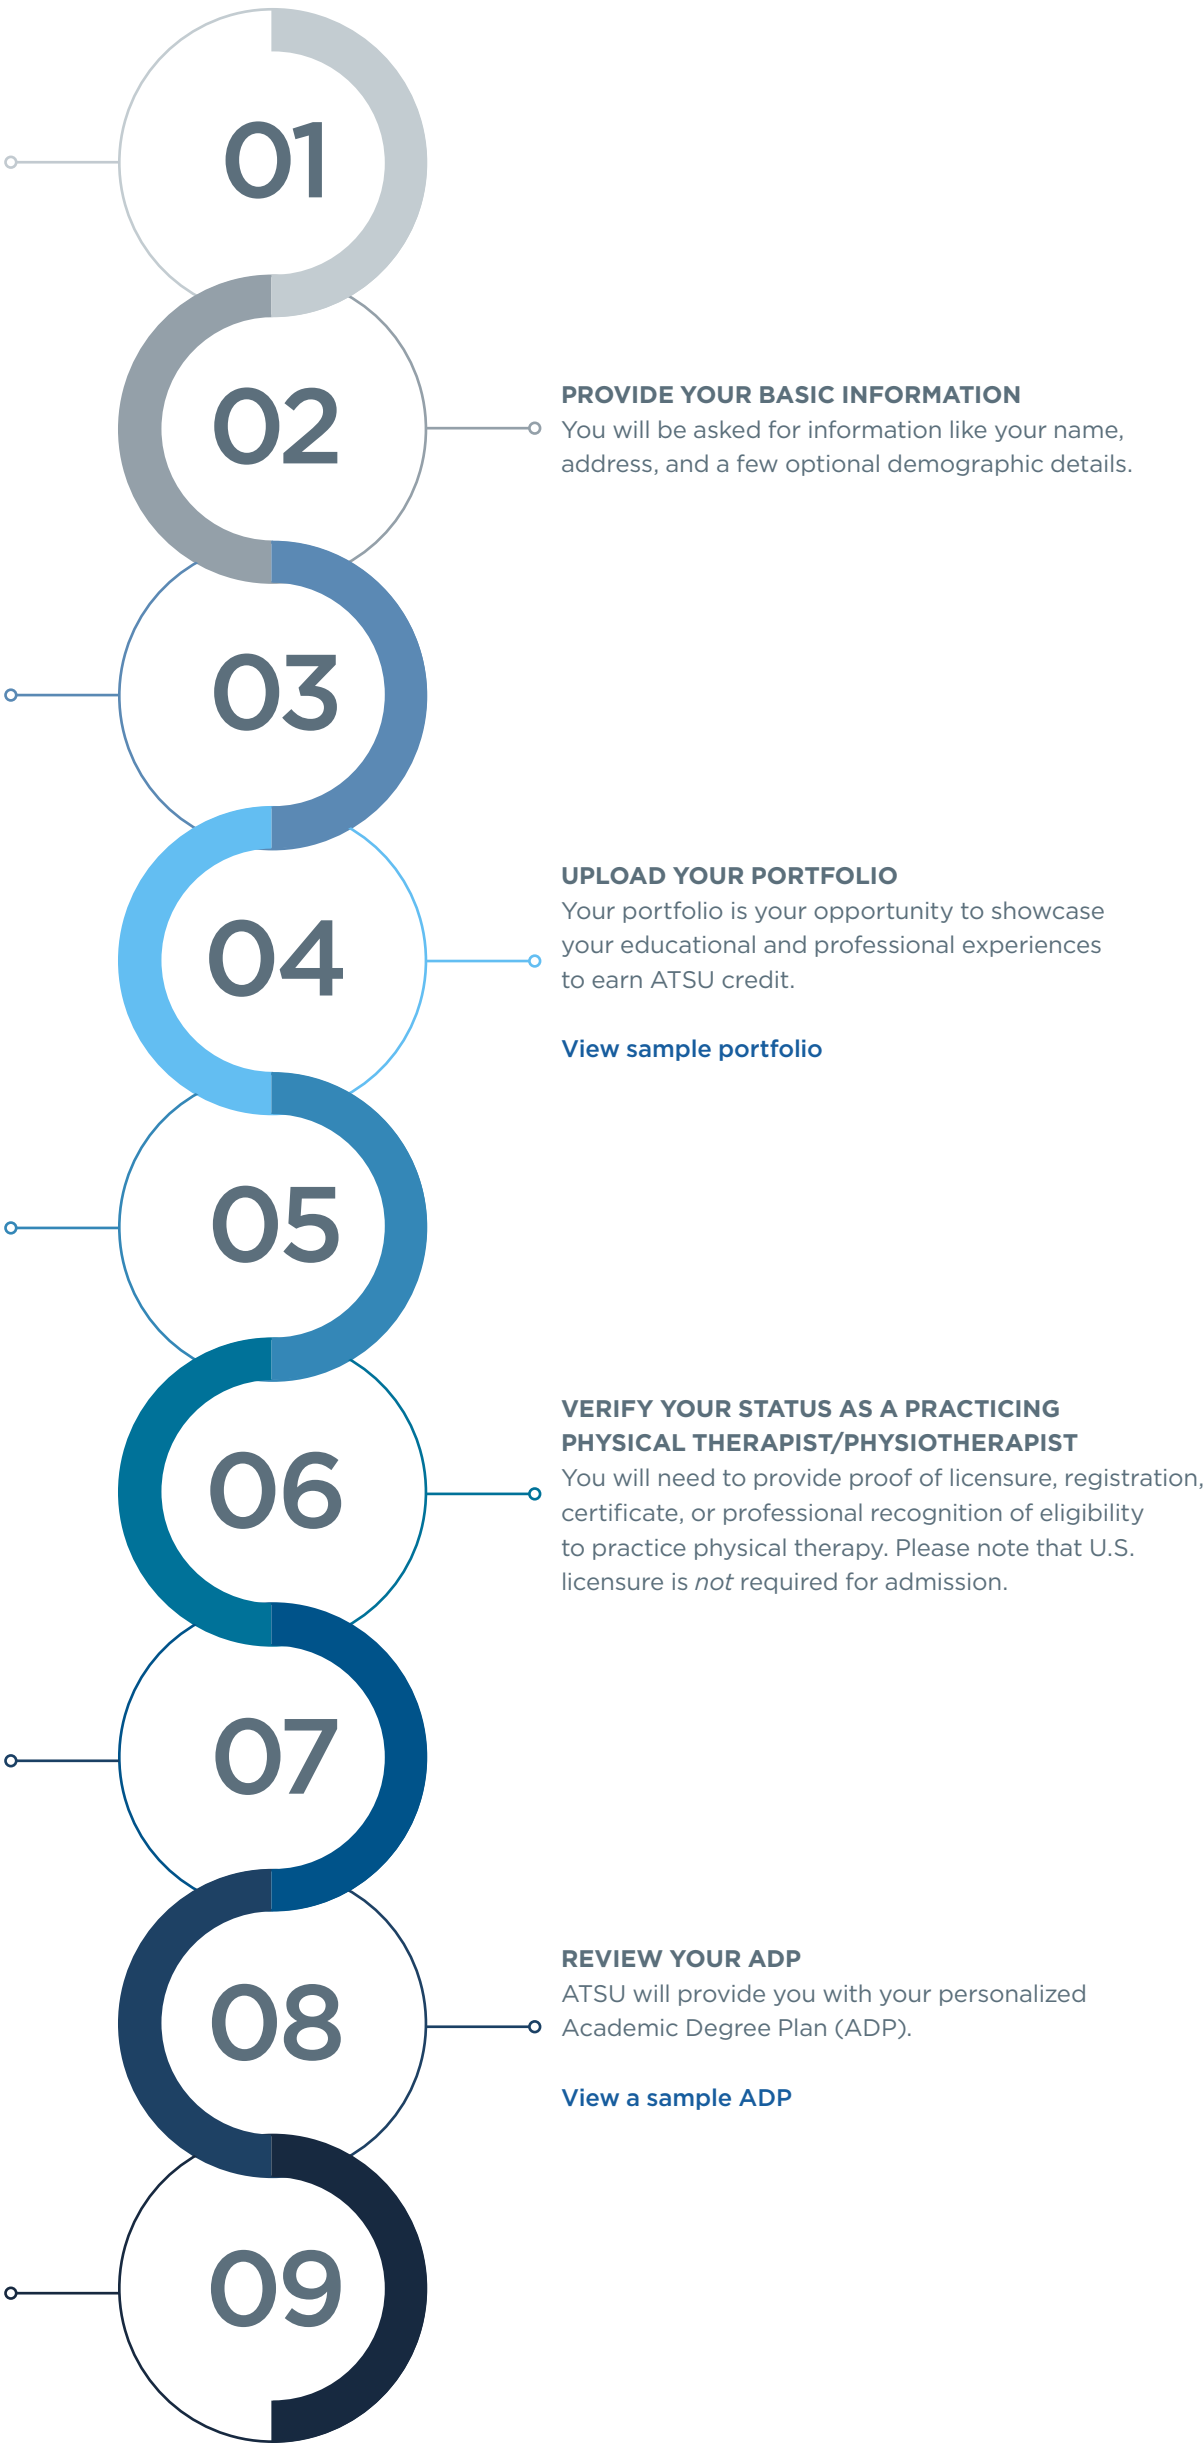 01
02
PROVIDE YOUR BASIC INFORMATION
You will be asked for information like your name,
address, and a few optional demographic details.
03
04
UPLOAD YOUR PORTFOLIO
Your portfolio is your opportunity to showcase
your educational and professional experiences
to earn ATSU credit.
View sample portfolio
05
06
VERIFY YOUR STATUS AS A PRACTICING
PHYSICAL THERAPIST/PHYSIOTHERAPIST
You will need to provide proof of licensure, registration,
certificate, or professional recognition of eligibility
to practice physical therapy. Please note that U.S.
licensure is not required for admission.
07
08
REVIEW YOUR ADP
ATSU will provide you with your personalized
Academic Degree Plan (ADP).
View a sample ADP
09